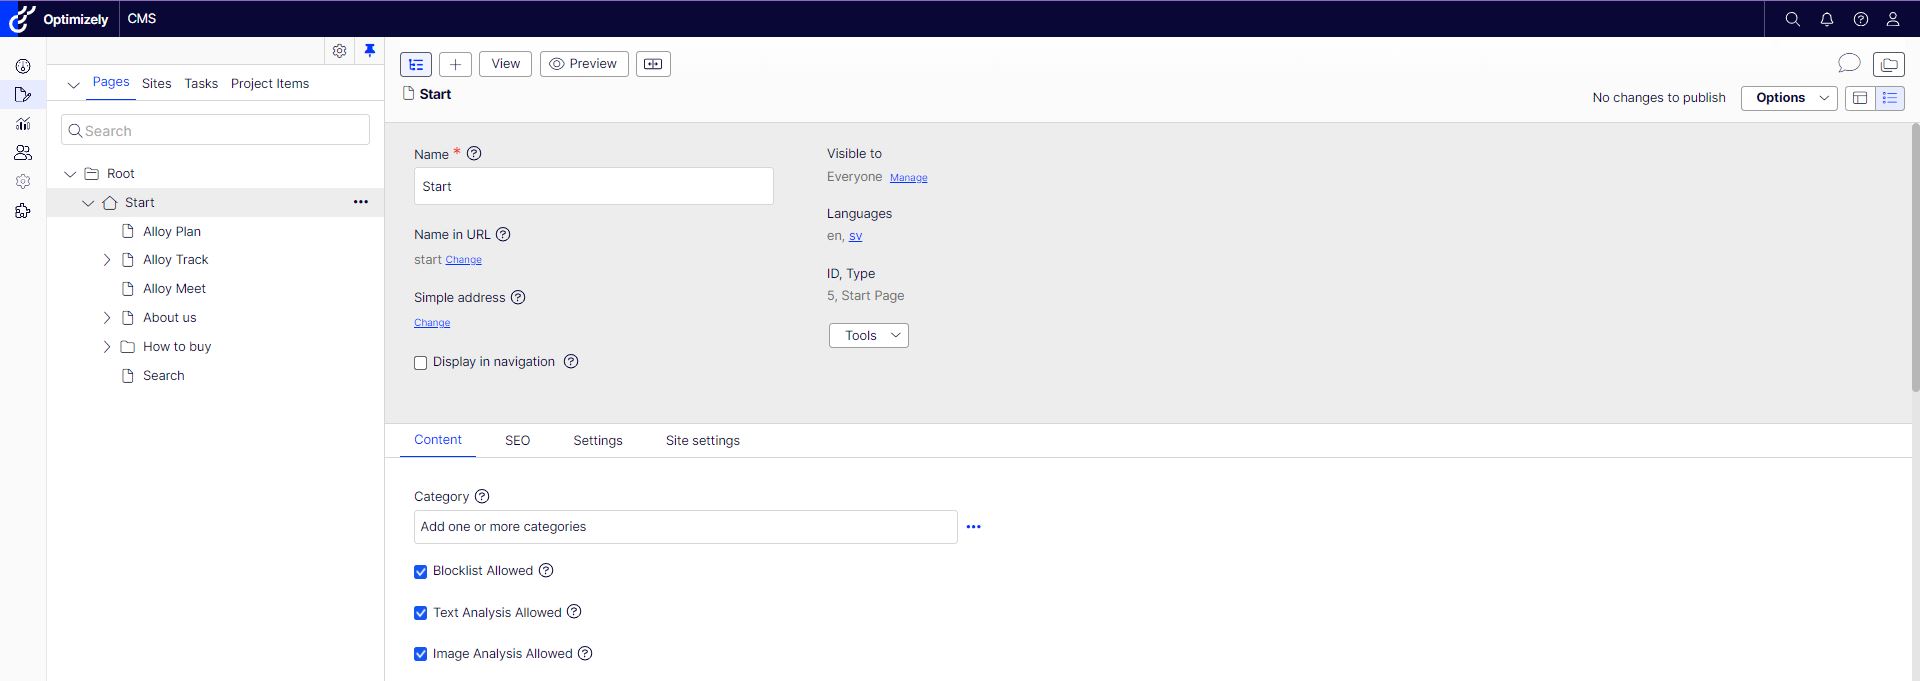 Optimizely CMS
Pages Sites Tasks Project Items
Search
Root
Start
Alloy Plan
Alloy Track
Alloy Meet
About us
How to buy
Search
View Preview
Start
No changes to publish Options
Name * ?
Start
Name in URL ?
start Change
Simple address ?
Change
Display in navigation ?
Visible to
Everyone Manage
Languages
en, sv
ID, Type
5, Start Page
Tools
Content SEO Settings Site settings
Category ?
Add one or more categories
Blocklist Allowed ?
Text Analysis Allowed ?
Image Analysis Allowed ?